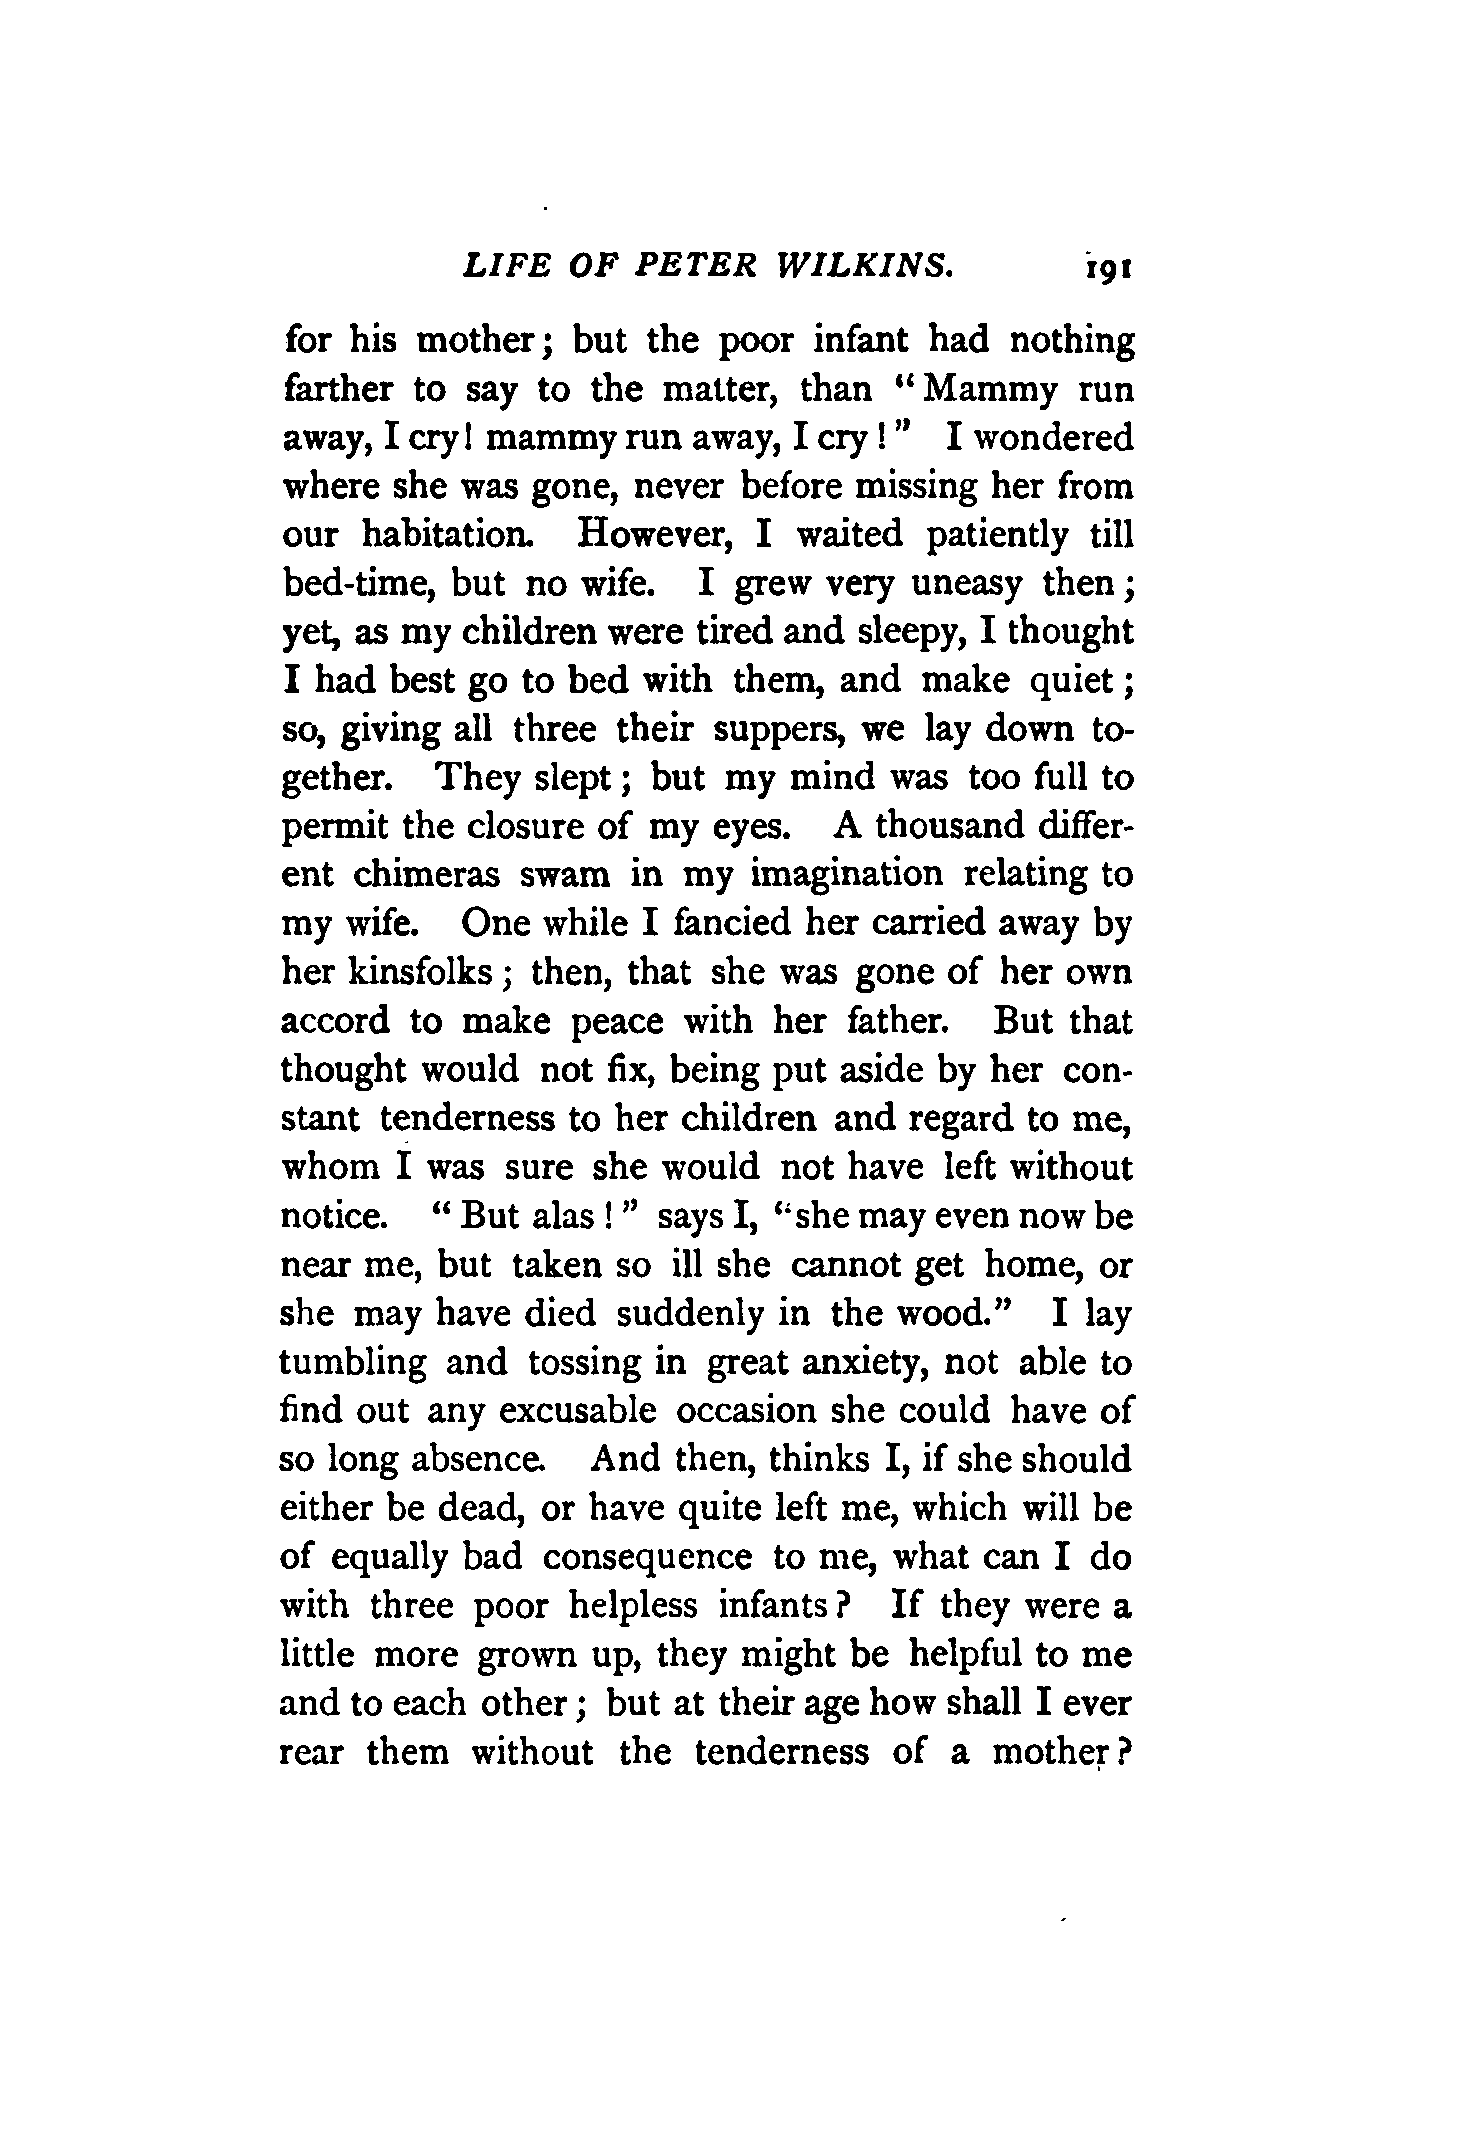 LIFE OF PETER WILKINS. 191
for his mother; but the poor infant had nothing
farther to say to the matter, than “Mammy run
away, I cry! mammy run away, I cry!” I wondered
where she was gone, never before missing her from
our habitation. However, I waited patiently till
bed-time, but no wife. I grew very uneasy then;
yet, as my children were tired and sleepy, I thought
I had best go to bed with them, and make quiet;
so, giving all three their suppers, we lay down to-
gether. They slept; but my mind was too full to
permit the closure of my eyes. A thousand differ-
ent chimeras swam in my imagination relating to
my wife. One while I fancied her carried away by
her kinsfolks; then, that she was gone of her own
accord to make peace with her father. But that
thought would not fix, being put aside by her con-
stant tenderness to her children and regard to me,
whom I was sure she would not have left without
notice. “But alas!” says I, “she may even now be
near me, but taken so ill she cannot get home, or
she may have died suddenly in the wood.” I lay
tumbling and tossing in great anxiety, not able to
find out any excusable occasion she could have of
so long absence. And then, thinks I, if she should
either be dead, or have quite left me, which will be
of equally bad consequence to me, what can I do
with three poor helpless infants? If they were a
little more grown up, they might be helpful to me
and to each other; but at their age how shall I ever
rear them without the tenderness of a mother?